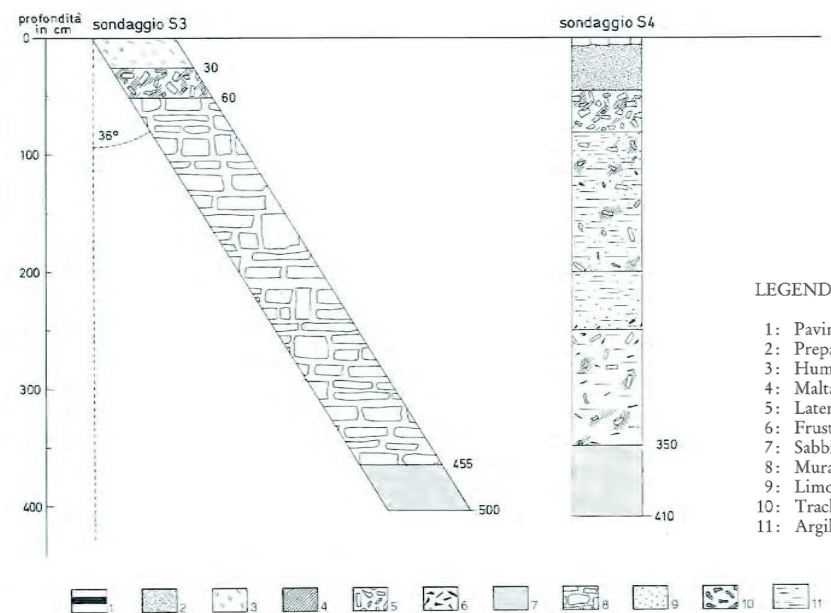 profondità
in cm
sondaggio S3
sondaggio S4
0
30
60
36°
100
200
300
400
455
500
350
410
LEGEND
1: Pavin
2: Prepa
3: Hum
4: Malta
5: Later
6: Frust
7: Sabbi
8: Mura
9: Limo
10: Tracl
11: Argil
1 2 3 4 5 6 7 8 9 10 11